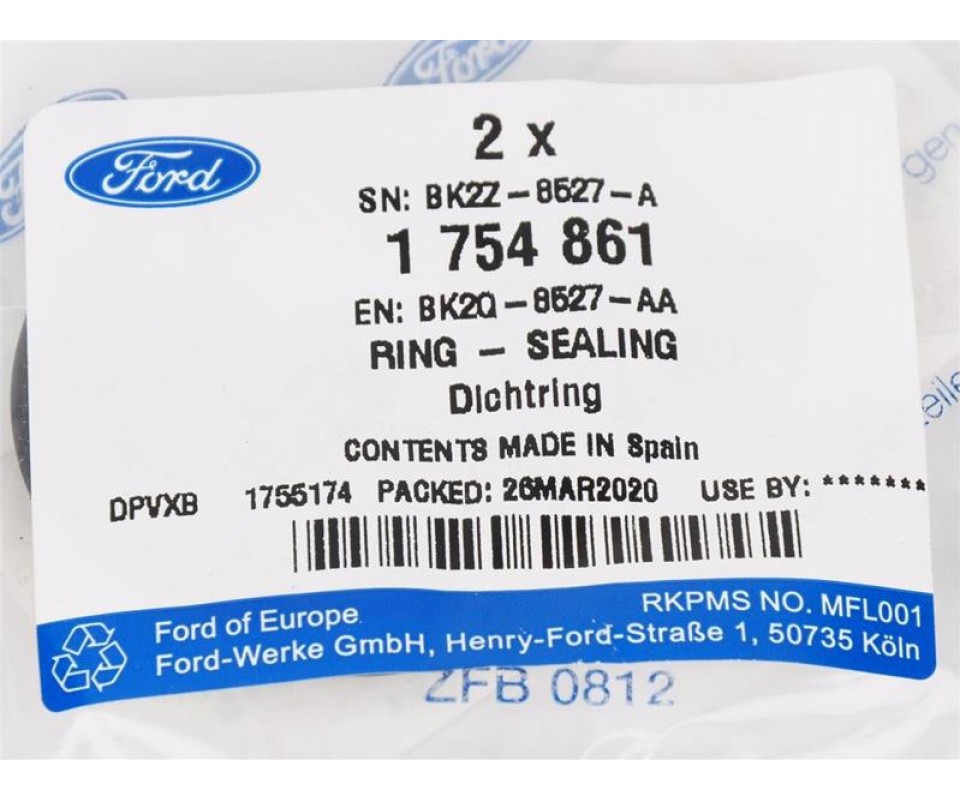 Ford
Ford
2 x
SN: BK2Z-8527-A
1 754 861
EN: BK2Q-8527-AA
RING - SEALING
Dichtring
CONTENTS MADE IN Spain
DPVXB 1755174 PACKED: 26MAR2020 USE BY: *******
RKPMS NO. MFL001
Ford of Europe
Ford-Werke GmbH, Henry-Ford-Straße 1, 50735 Köln
ZFB 0812